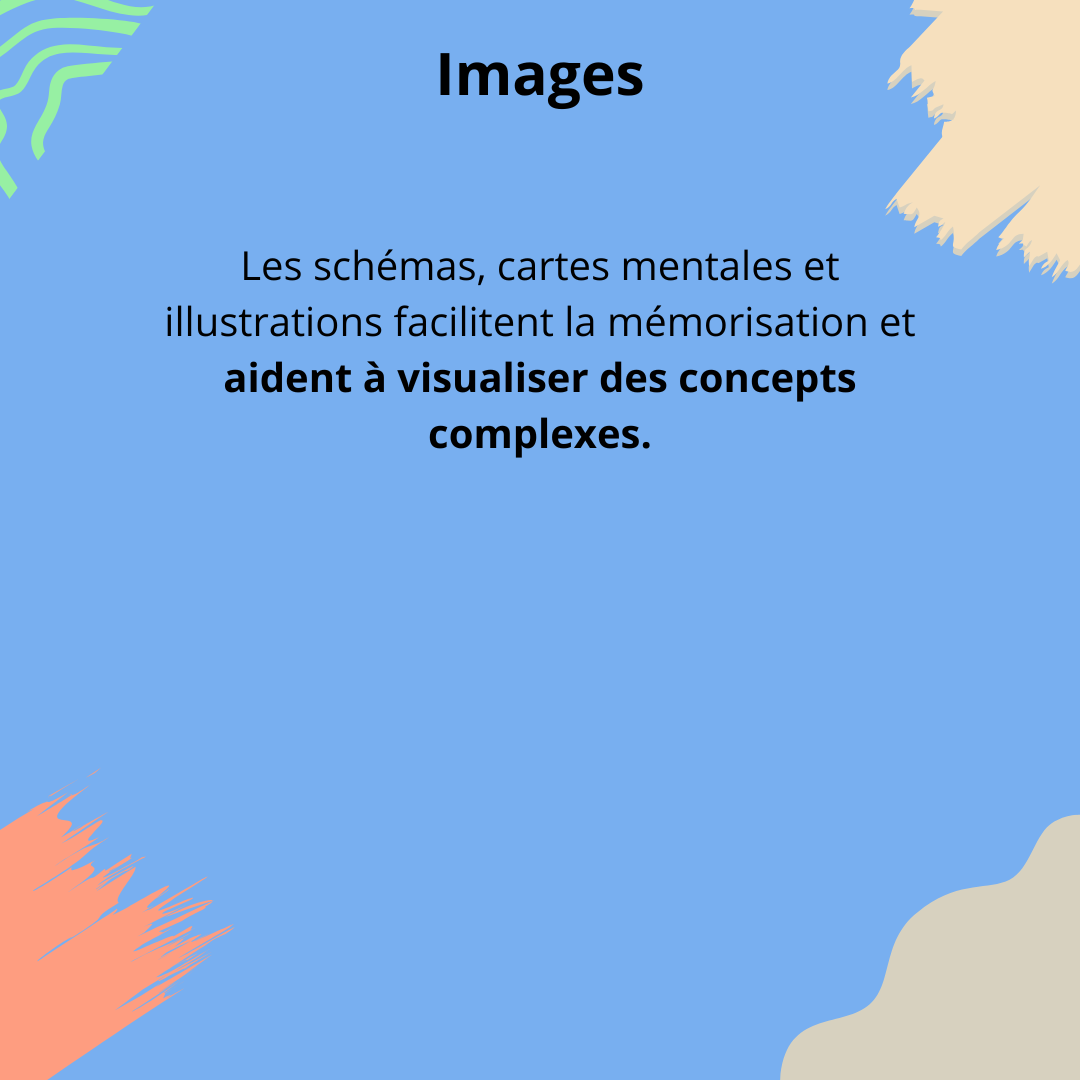 Images
Les schémas, cartes mentales et
illustrations facilitent la mémorisation et
aident à visualiser des concepts
complexes.